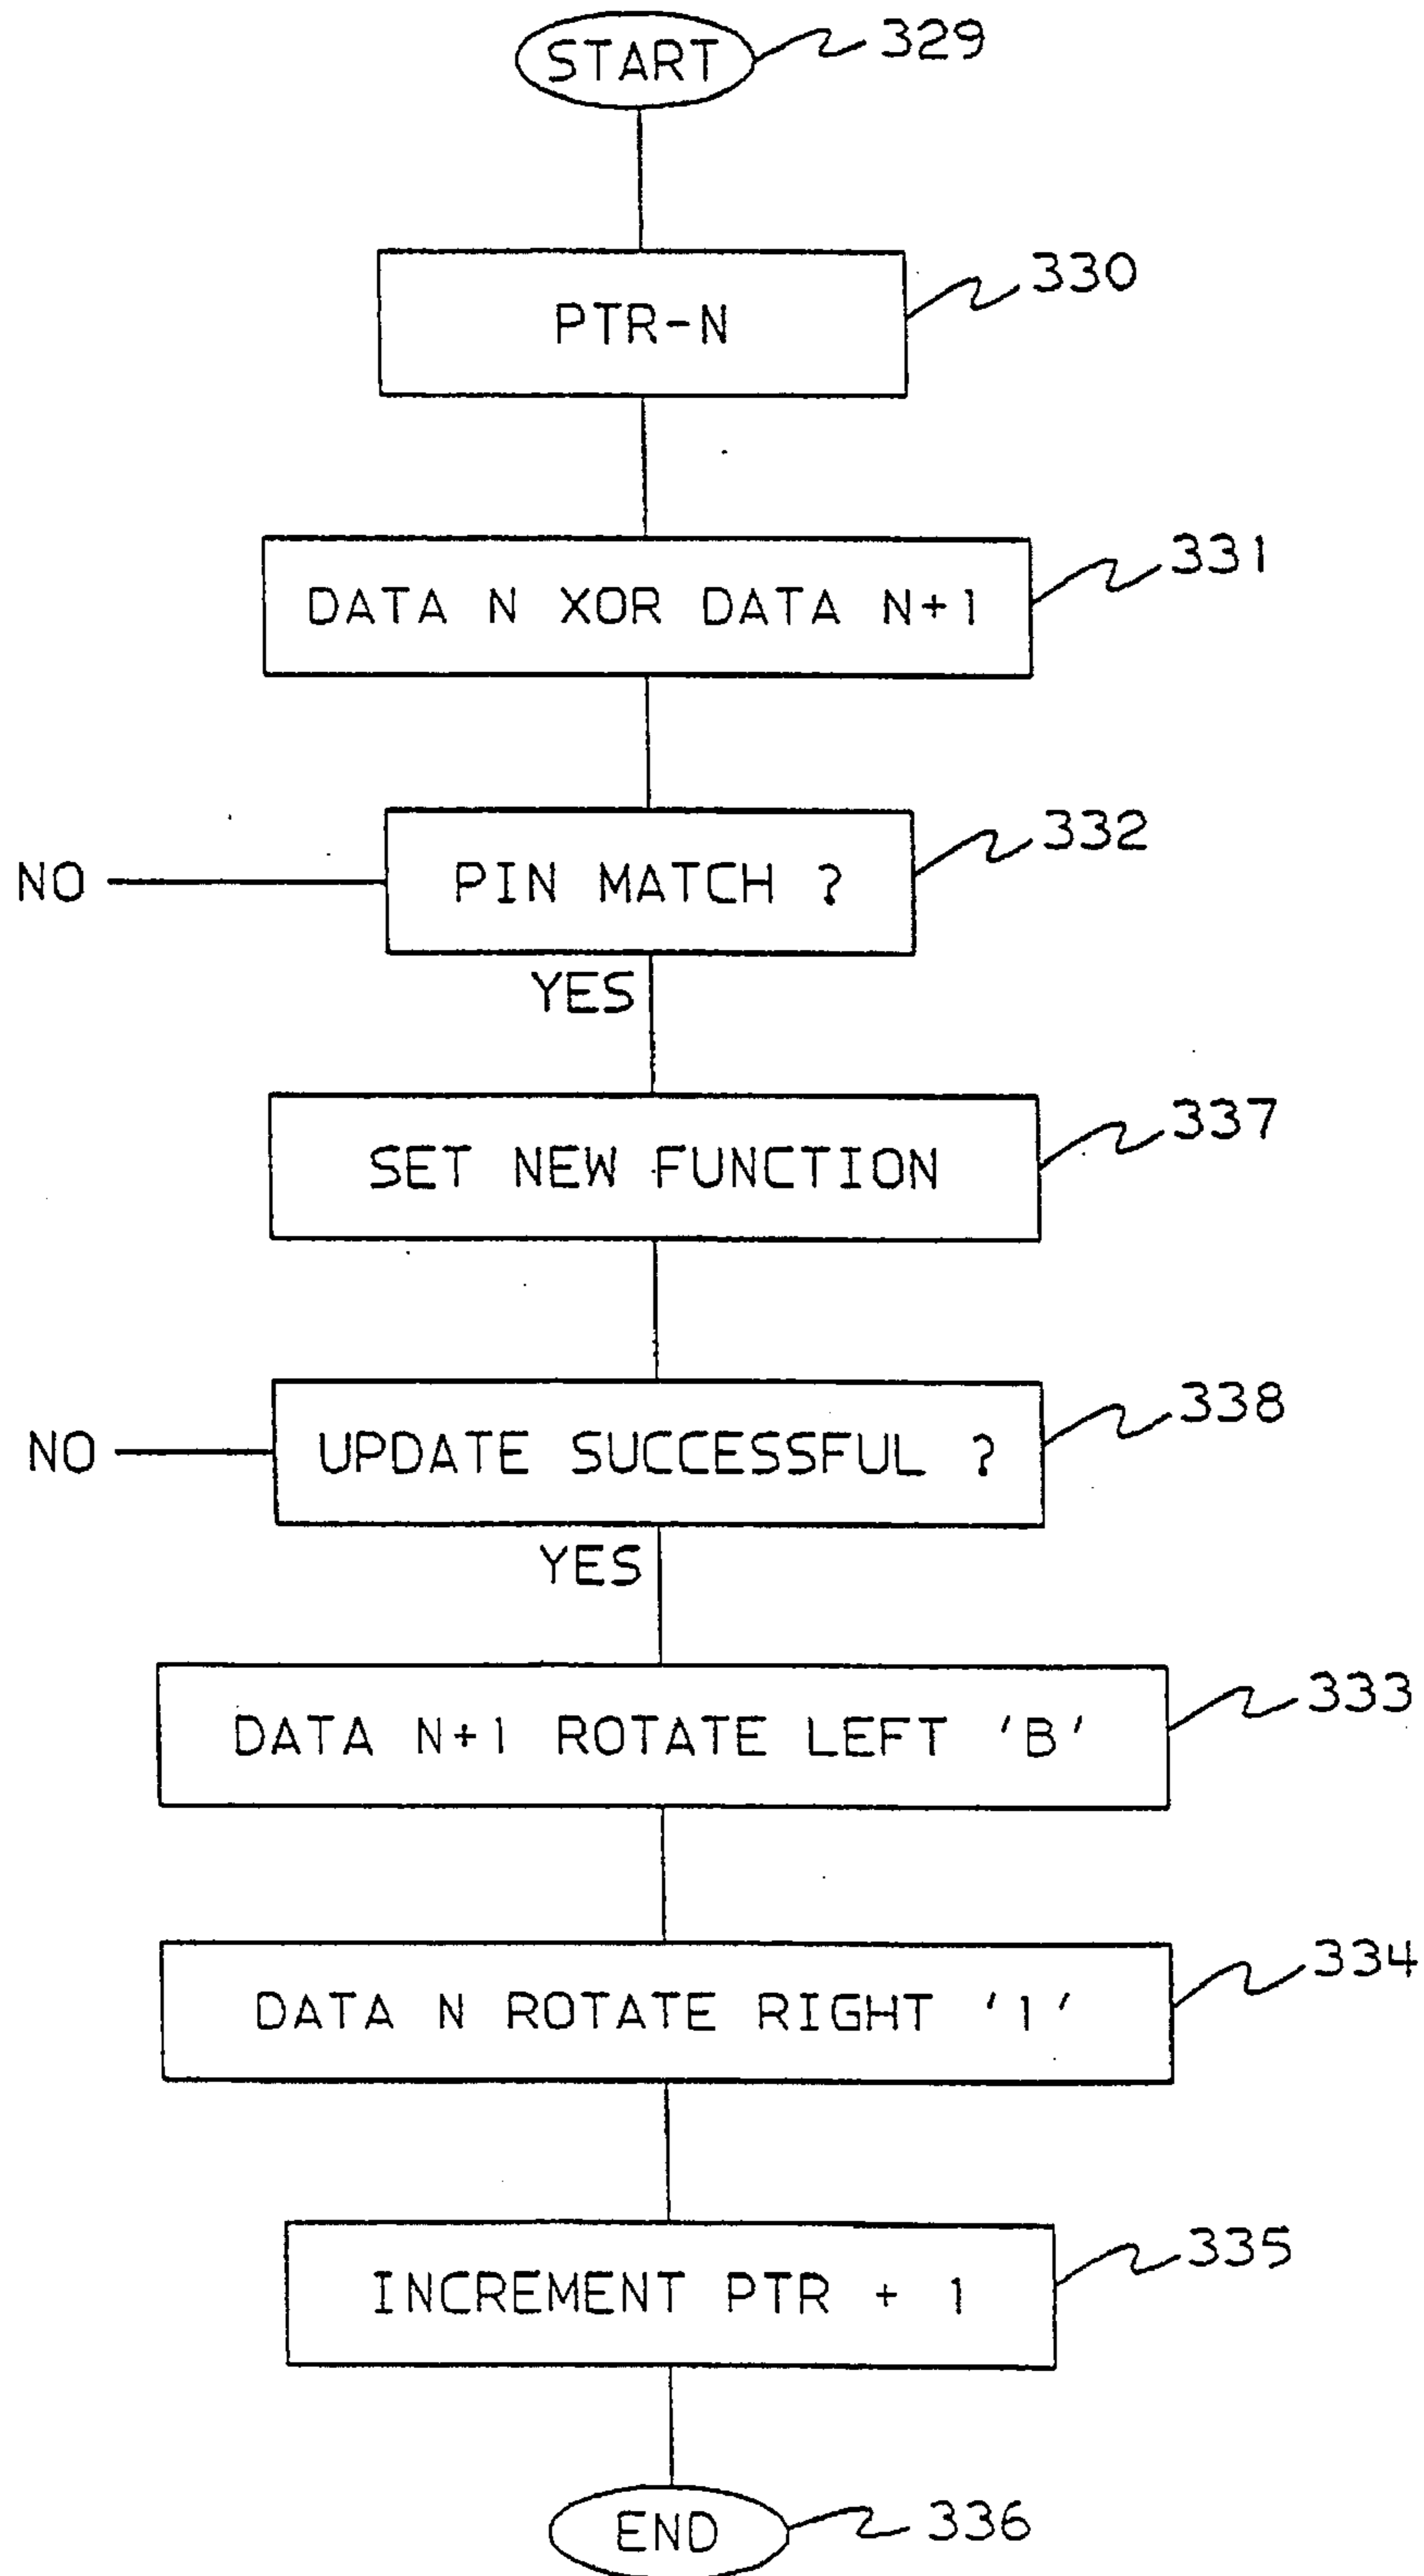 START 329
PTR-N 330
DATA N XOR DATA N+1 331
NO PIN MATCH ? 332
YES
SET NEW FUNCTION 337
NO UPDATE SUCCESSFUL ? 338
YES
DATA N+1 ROTATE LEFT 'B' 333
DATA N ROTATE RIGHT '1' 334
INCREMENT PTR + 1 335
END 336